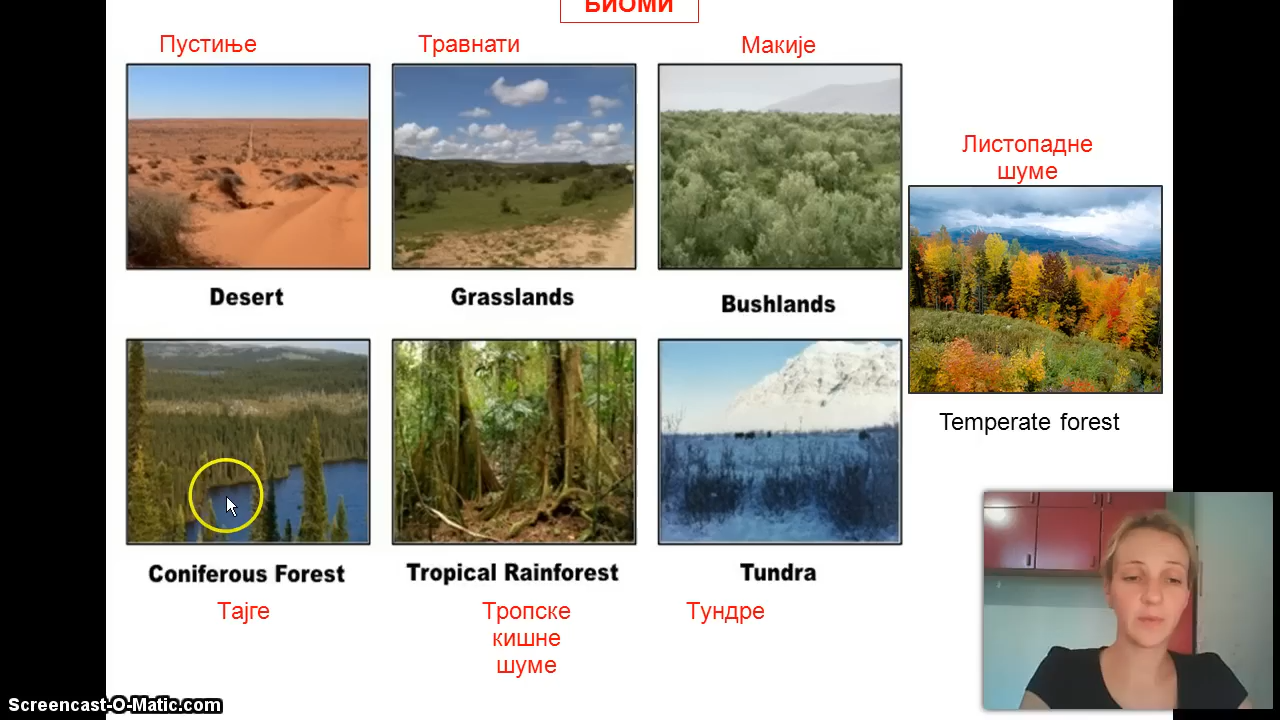 БИОМИ
Пустиње
Травнати
Макије
Листопадне
шуме
Desert
Grasslands
Bushlands
Temperate forest
Coniferous Forest
Tropical Rainforest
Tundra
Тајге
Тропске
кишне
шуме
Тундре
Screencast-O-Matic.com